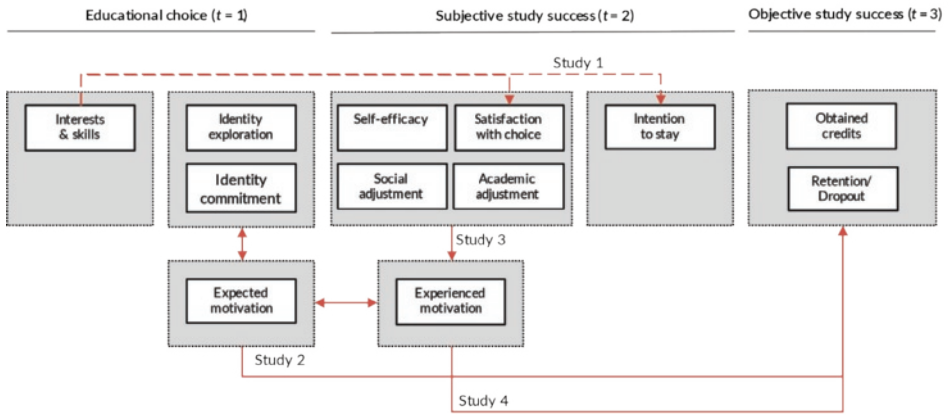 Educational choice (t = 1)
Subjective study success (t = 2)
Objective study success (t = 3)
Study 1
Interests
& skills
Identity
exploration
Self-efficacy
Satisfaction
with choice
Intention
to stay
Obtained
credits
Identity
commitment
Social
adjustment
Academic
adjustment
Retention/
Dropout
Study 3
Expected
motivation
Experienced
motivation
Study 2
Study 4